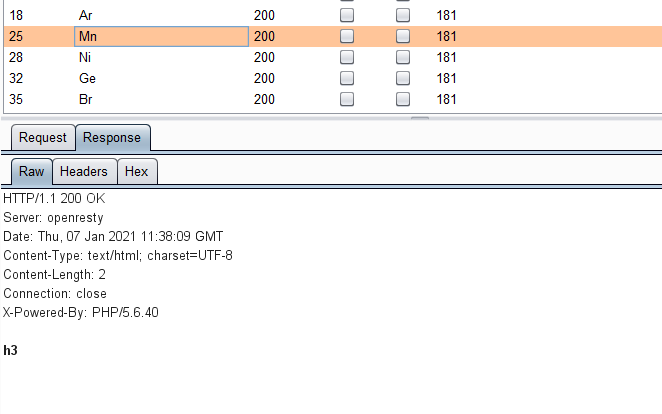 18 Ar 200 181
25 Mn 200 181
28 Ni 200 181
32 Ge 200 181
35 Br 200 181
Request Response
Raw Headers Hex
HTTP/1.1 200 OK
Server: openresty
Date: Thu, 07 Jan 2021 11:38:09 GMT
Content-Type: text/html; charset=UTF-8
Content-Length: 2
Connection: close
X-Powered-By: PHP/5.6.40
h3